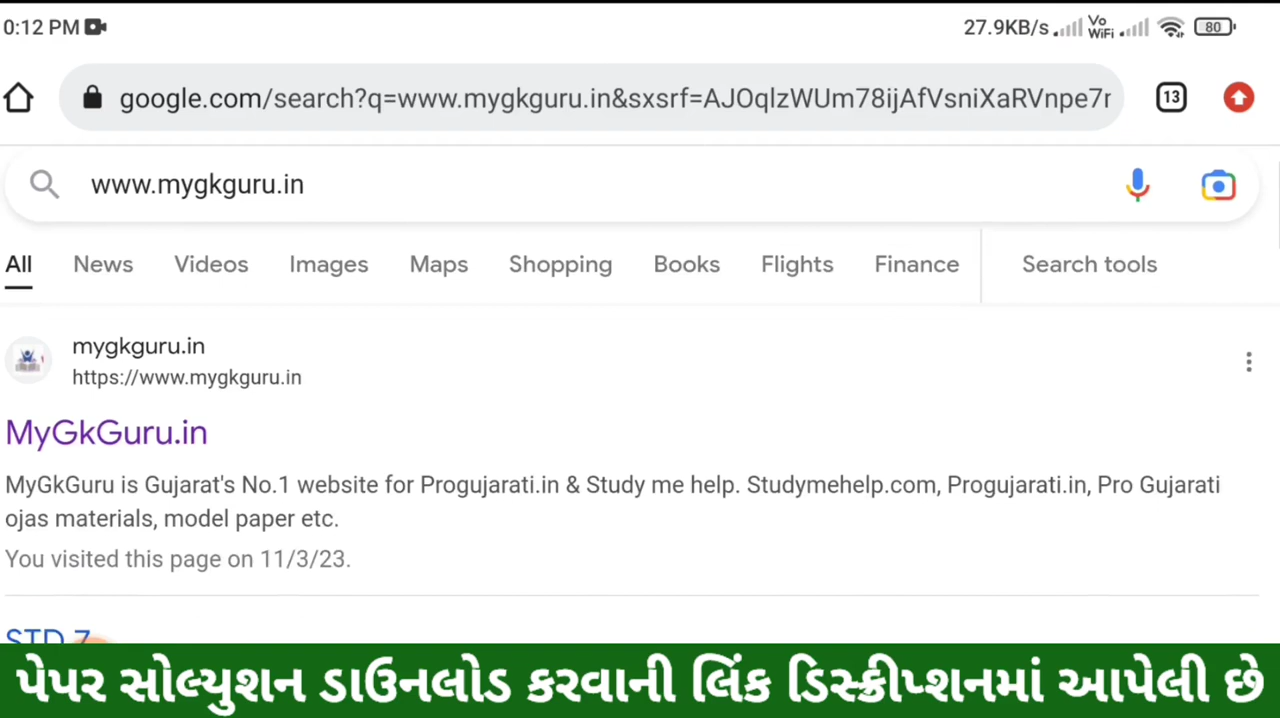 0:12 PM 27.9KB/s Vo WiFi 80
google.com/search?q=www.mygkguru.in&sxsrf=AJOqlzWUm78ijAfVsniXaRVnpe7r 13
www.mygkguru.in
All News Videos Images Maps Shopping Books Flights Finance Search tools
mygkguru.in
https://www.mygkguru.in
MyGkGuru.in
MyGkGuru is Gujarat's No.1 website for Progujarati.in & Study me help. Studymehelp.com, Progujarati.in, Pro Gujarati
ojas materials, model paper etc.
You visited this page on 11/3/23.
STD 7
પેપર સોલ્યુશન ડાઉનલોડ કરવાની લિંક ડિસ્ક્રીપ્શનમાં આપેલી છે